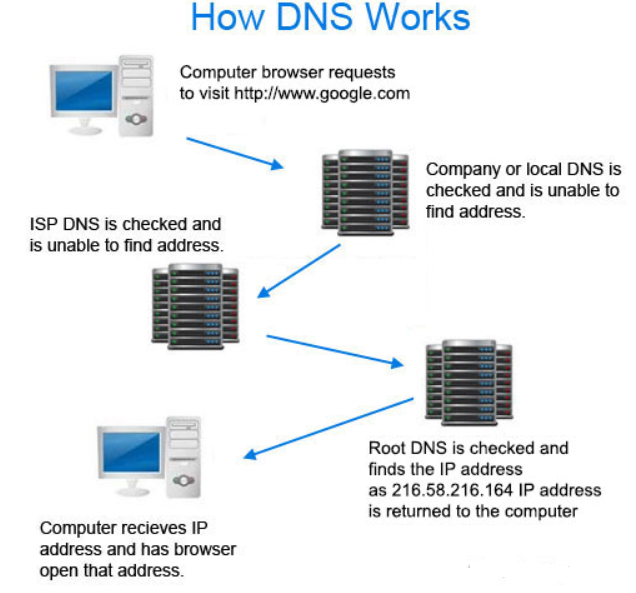 How DNS Works
Computer browser requests
to visit http://www.google.com
Company or local DNS is
checked and is unable to
find address.
ISP DNS is checked and
is unable to find address.
Root DNS is checked and
finds the IP address
as 216.58.216.164 IP address
is returned to the computer
Computer recieves IP
address and has browser
open that address.